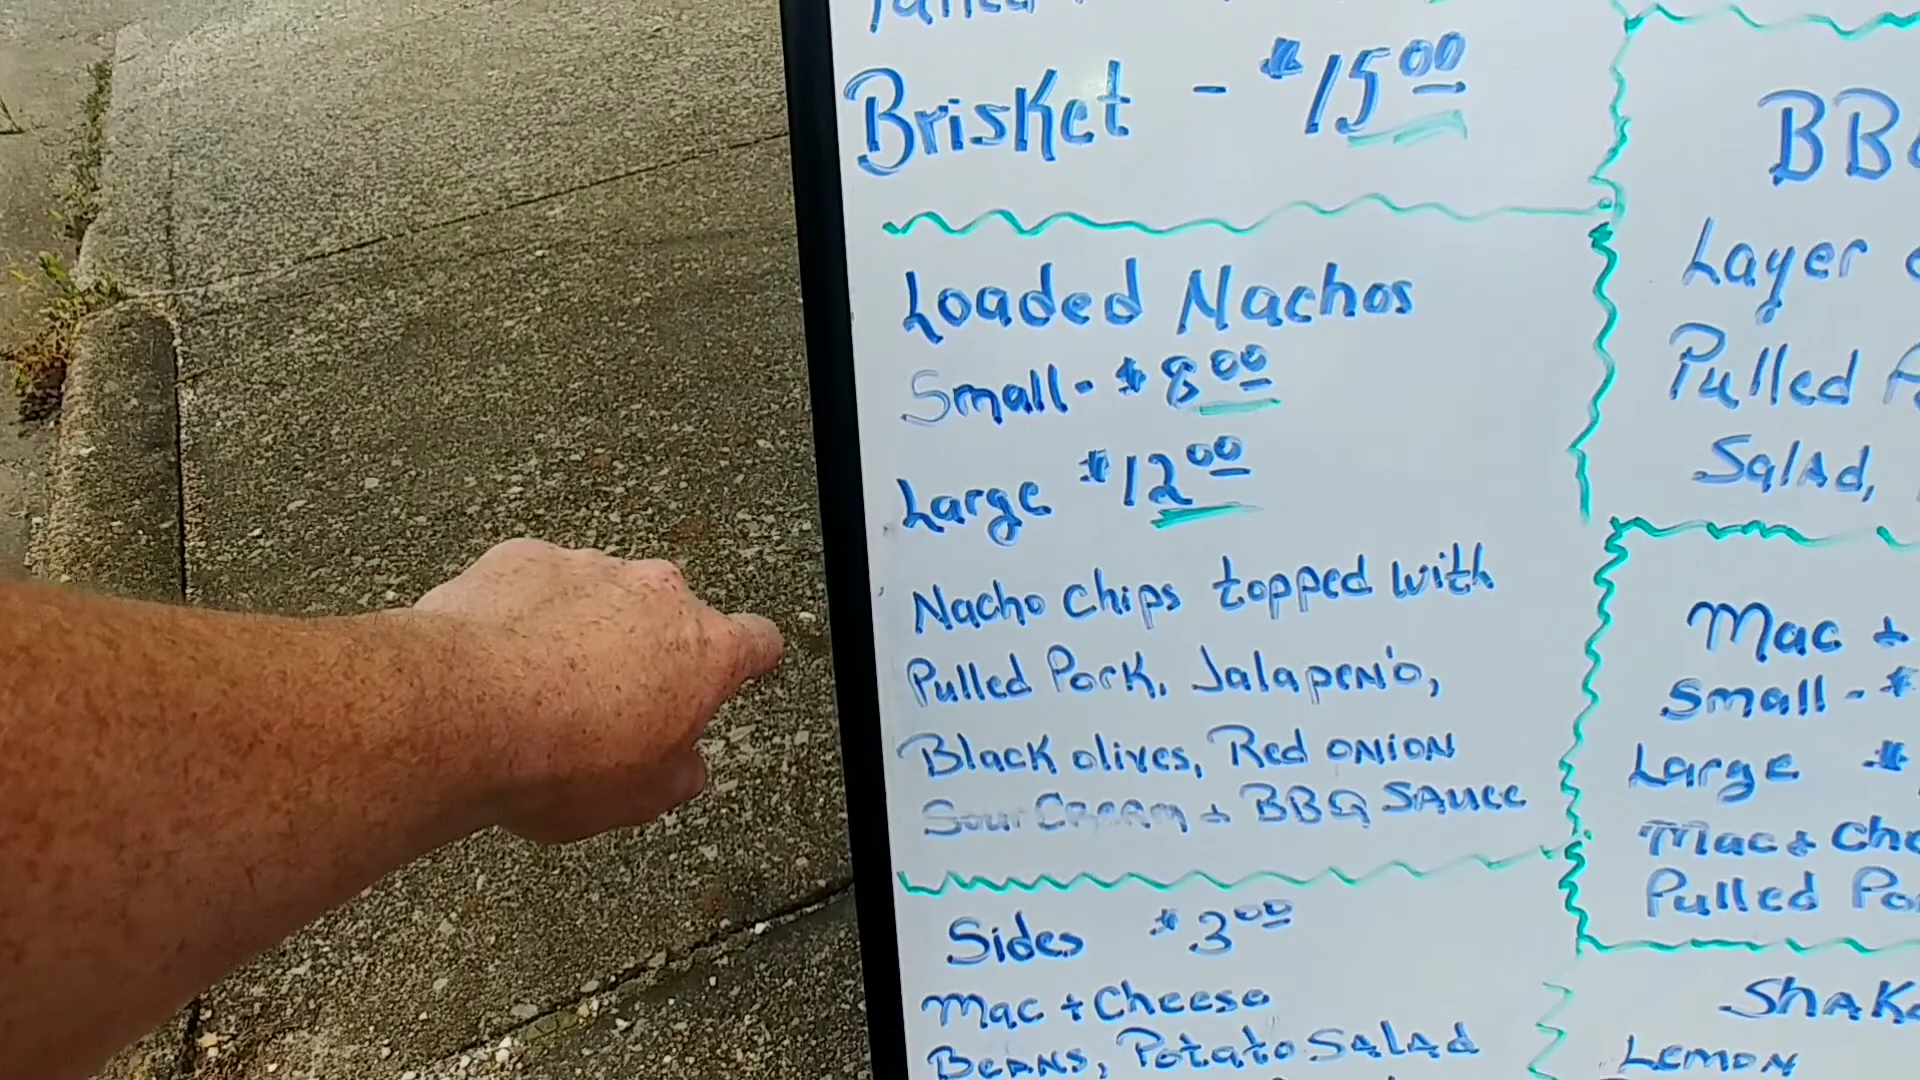 Brisket - $15.00
Loaded Nachos
Small - $8.00
Large $12.00
Nacho Chips topped with
Pulled Pork, Jalapeño,
Black olives, Red onion
Sour Cream + BBQ Sauce
Sides $3.00
Mac + Cheese
Beans, Potato Salad
BB
Layer
Pulled
Salad,
Mac +
Small - $
Large $
Mac + Che
Pulled Po
Shake
Lemon